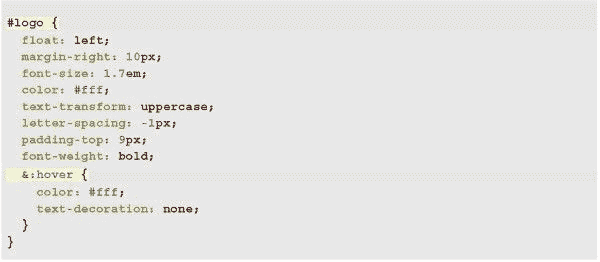 #logo {
  float: left;
  margin-right: 10px;
  font-size: 1.7em;
  color: #fff;
  text-transform: uppercase;
  letter-spacing: -1px;
  padding-top: 9px;
  font-weight: bold;
  &:hover {
    color: #fff;
    text-decoration: none;
  }
}